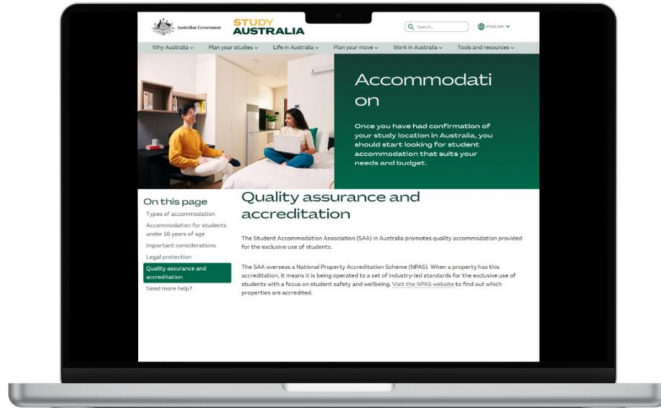 Australian Government
STUDY
AUSTRALIA
Search...
ENGLISH
Why Australia
Plan your studies
Life in Australia
Plan your move
Work in Australia
Tools and resources
Accommodati
on
Once you have had confirmation of
your study location in Australia, you
should start looking for student
accommodation that suits your
needs and budget.
On this page
Types of accommodation
Accommodation for students
under 18 years of age
Important considerations
Legal protection
Quality assurance and
accreditation
Need more help?
Quality assurance and
accreditation
The Student Accommodation Association (SAA) in Australia promotes quality accommodation provided
for the exclusive use of students.
The SAA overseas a National Property Accreditation Scheme (NPAS). When a property has this
accreditation, it means it is being operated to a set of industry-led standards for the exclusive use of
students with a focus on student safety and wellbeing. Visit the NPAS website to find out which
properties are accredited.